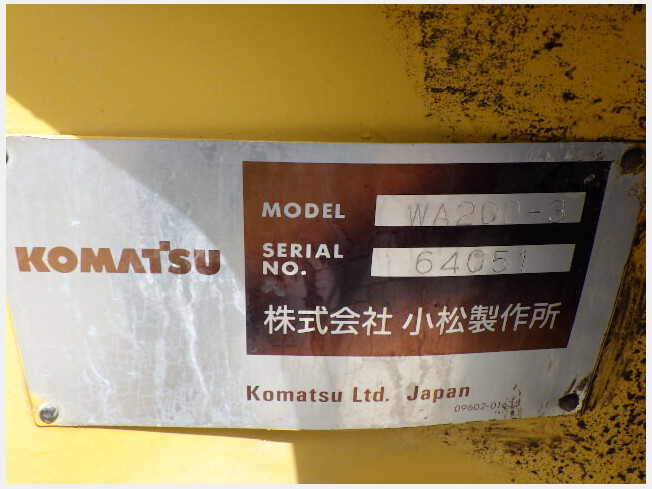 KOMATSU
MODEL WA200-3
SERIAL NO. 64051
株式会社 小松製作所
Komatsu Ltd. Japan